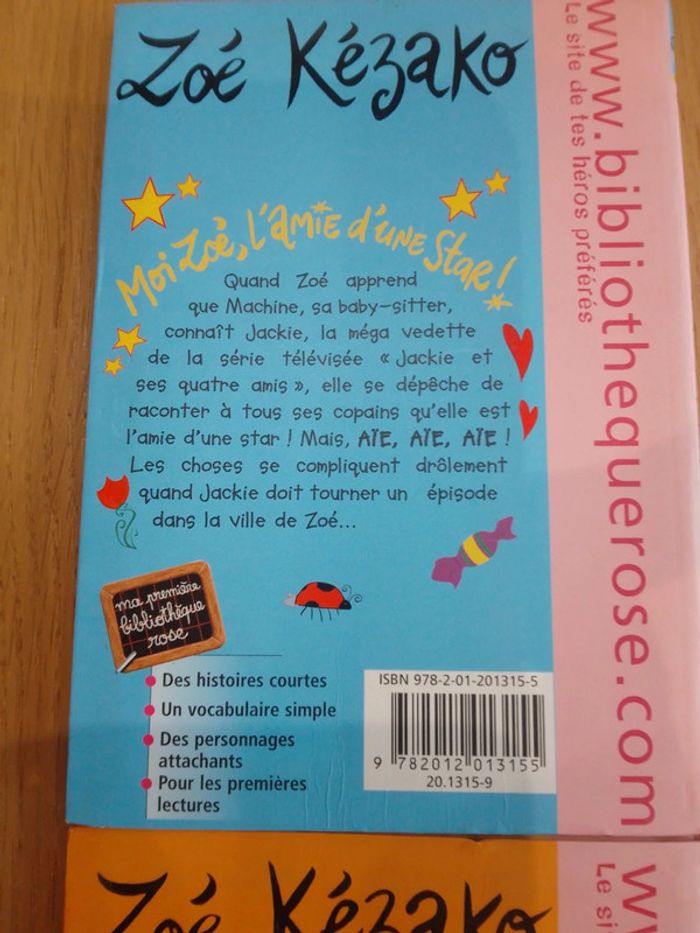 Zoé Kézako
Moi Zoé, l'amie d'une Star !
Quand Zoé apprend
que Machine, sa baby-sitter,
connaît Jackie, la méga vedette
de la série télévisée « Jackie et
ses quatre amis », elle se dépêche de
raconter à tous ses copains qu'elle est
l'amie d'une star ! Mais, AÏE, AÏE, AÏE !
Les choses se compliquent drôlement
quand Jackie doit tourner un épisode
dans la ville de Zoé...
ma première
bibliothèque
rose
Des histoires courtes
Un vocabulaire simple
Des personnages
attachants
Pour les premières
lectures
ISBN 978-2-01-201315-5
9 782012 013155
20.1315-9
www.bibliothequerose.com
Le site de tes héros préférés
Zoé Kézako
w
Le si